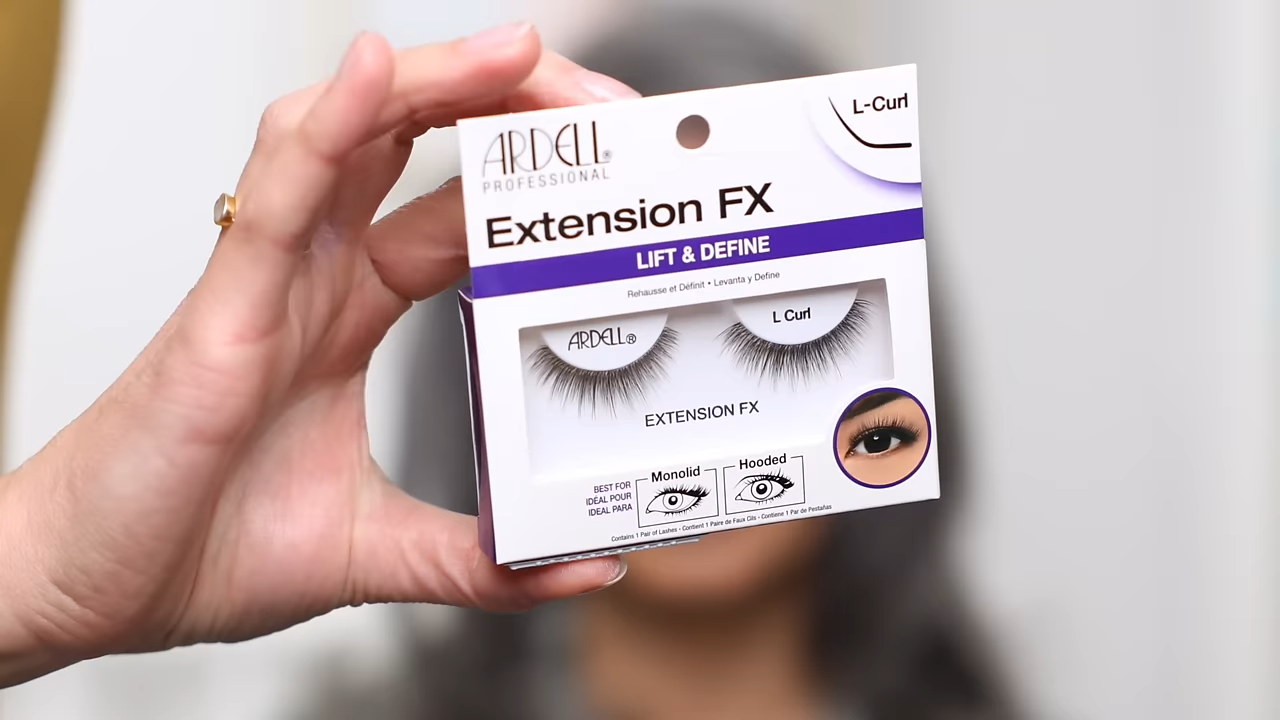 ARDELL®
PROFESSIONAL
L-Curl
Extension FX
LIFT & DEFINE
Rehausse et Définit • Levanta y Define
ARDELL®
L Curl
EXTENSION FX
BEST FOR
IDÉAL POUR
IDEAL PARA
Monolid
Hooded
Contains 1 Pair of Lashes - Contient 1 Paire de Faux Cils - Contiene 1 Par de Pestañas